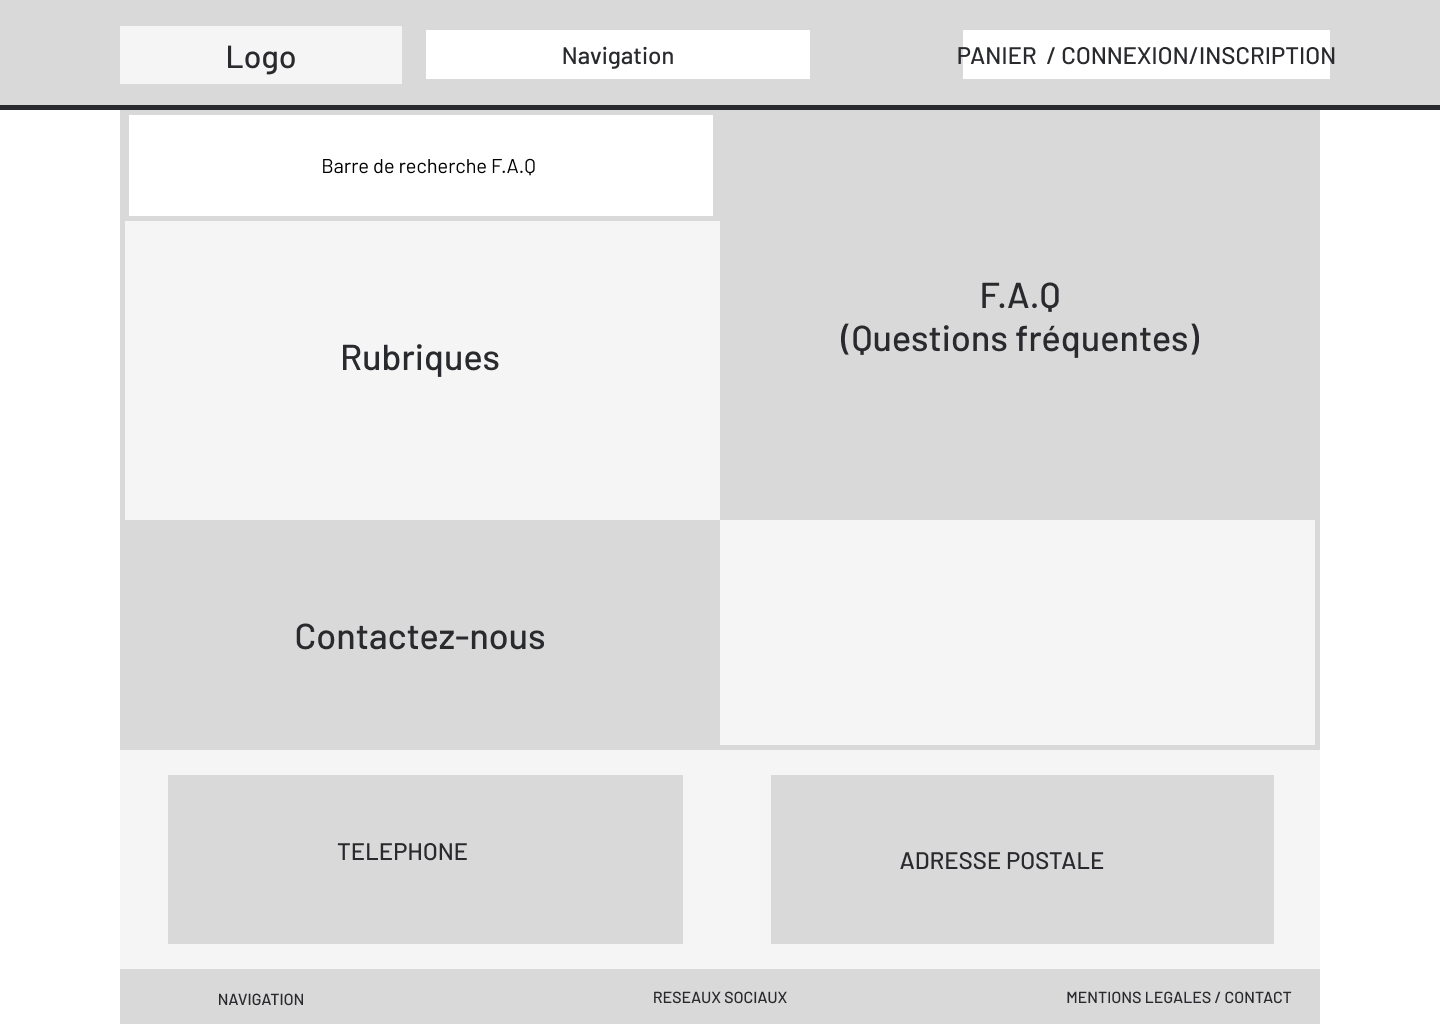 Logo
Navigation
PANIER / CONNEXION/INSCRIPTION
Barre de recherche F.A.Q
Rubriques
F.A.Q
(Questions fréquentes)
Contactez-nous
TELEPHONE
ADRESSE POSTALE
NAVIGATION
RESEAUX SOCIAUX
MENTIONS LEGALES / CONTACT